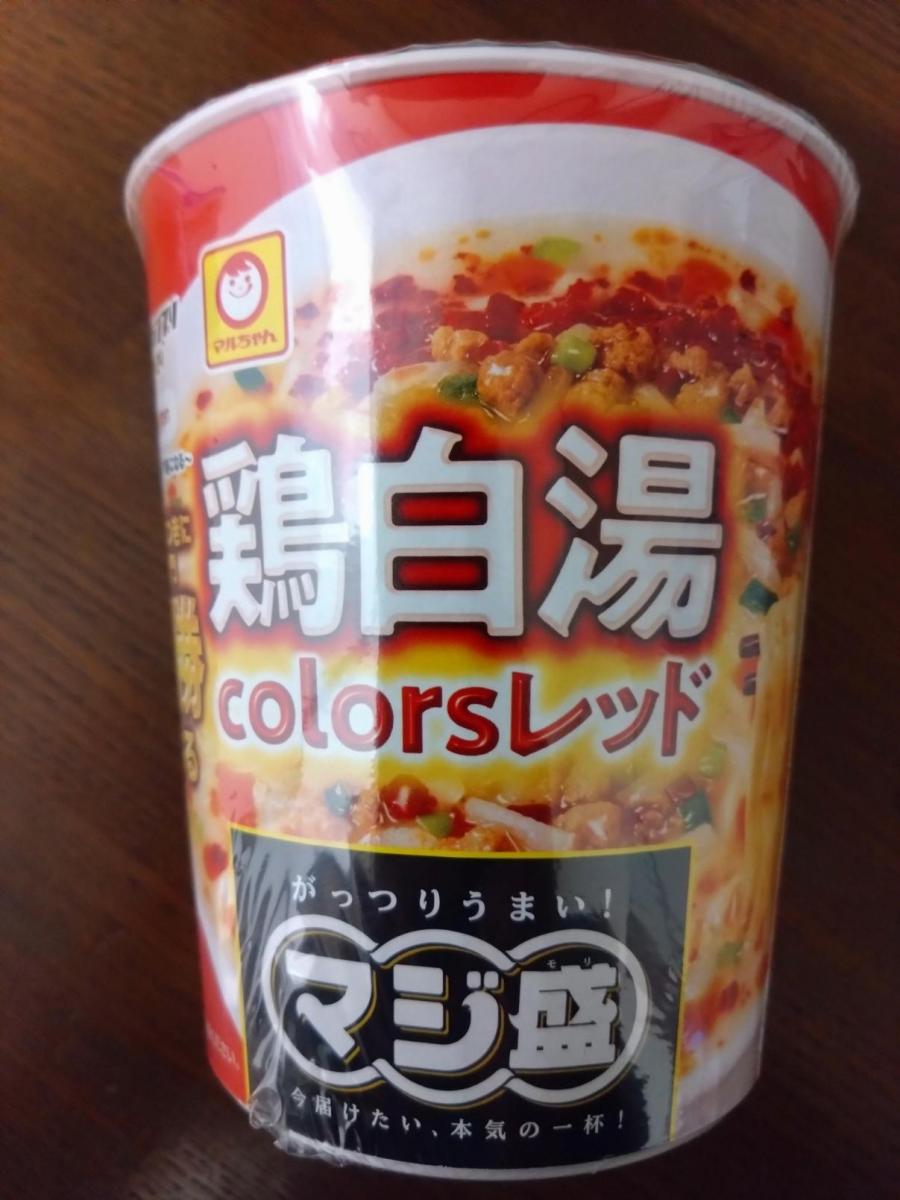 マルちゃん
鶏白湯
colorsレッド
がっつりうまい!
マジ盛
モリ
今届けたい、本気の一杯!